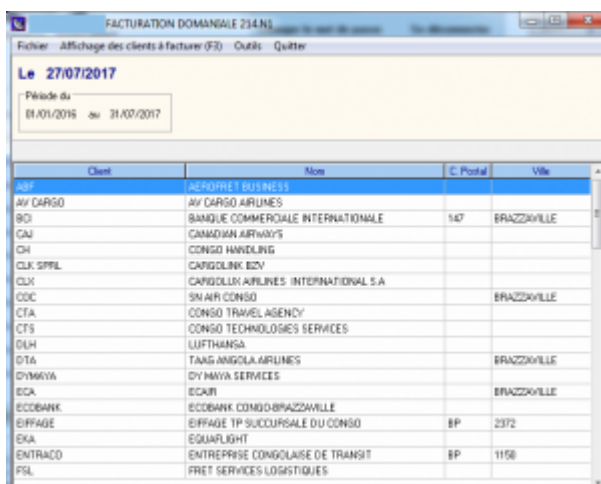 FACTURATION DOMANIALE 214.N1
Fichier Affichage des clients à facturer (F3) Outils Quitter
Le 27/07/2017
Période du
01/01/2016 au 31/07/2017
Client Nom C. Postal Ville
ABF AEROFRET BUSINESS
AV CARGO AV CARGO AIRLINES
BCI BANQUE COMMERCIALE INTERNATIONALE 147 BRAZZAVILLE
CAJ CANADIAN AIRWAYS
CH CONGO HANDLING
CLK SPRL CARGOLINK BZV
CLX CARGOLUX AIRLINES INTERNATIONAL S.A
COC SN AIR CONGO BRAZZAVILLE
CTA CONGO TRAVEL AGENCY
CTS CONGO TECHNOLOGIES SERVICES
DLH LUFTHANSA
DTA TAAG ANGOLA AIRLINES BRAZZAVILLE
DYMAYA DY MAYA SERVICES
ECA ECAIR BRAZZAVILLE
ECOBANK ECOBANK CONGO-BRAZZAVILLE
EIFFAGE EIFFAGE TP SUCCURSALE DU CONGO BP 2372
EKA EQUAFLIGHT
ENTRACO ENTREPRISE CONGOLAISE DE TRANSIT BP 1150
FSL FRET SERVICES LOGISTIQUES